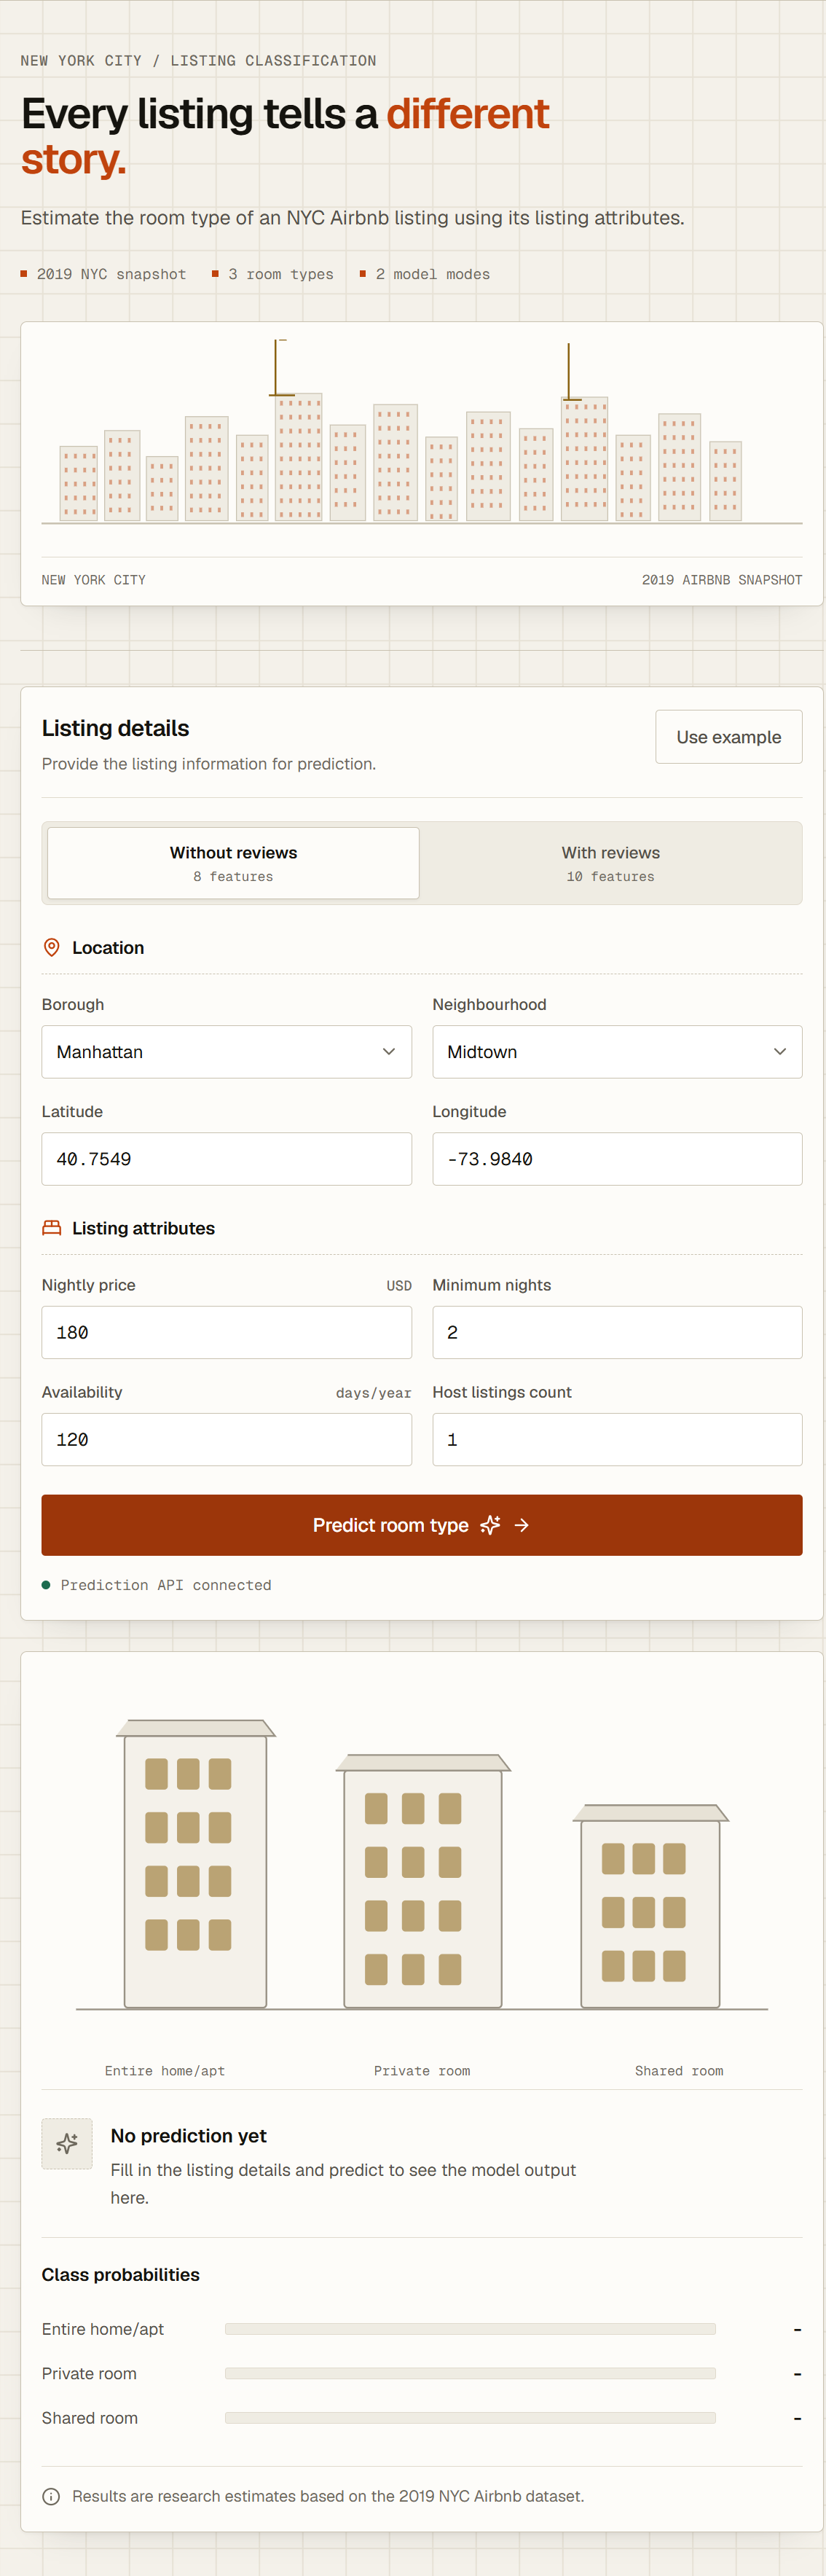 NEW YORK CITY / LISTING CLASSIFICATION
Every listing tells a different
story.
Estimate the room type of an NYC Airbnb listing using its listing attributes.
2019 NYC snapshot 3 room types 2 model modes
NEW YORK CITY 2019 AIRBNB SNAPSHOT
Listing details
Use example
Provide the listing information for prediction.
Without reviews With reviews
8 features 10 features
Location
Borough Neighbourhood
Manhattan Midtown
Latitude Longitude
40.7549 -73.9840
Listing attributes
Nightly price USD Minimum nights
180 2
Availability days/year Host listings count
120 1
Predict room type
Prediction API connected
Entire home/apt Private room Shared room
No prediction yet
Fill in the listing details and predict to see the model output
here.
Class probabilities
Entire home/apt -
Private room -
Shared room -
Results are research estimates based on the 2019 NYC Airbnb dataset.